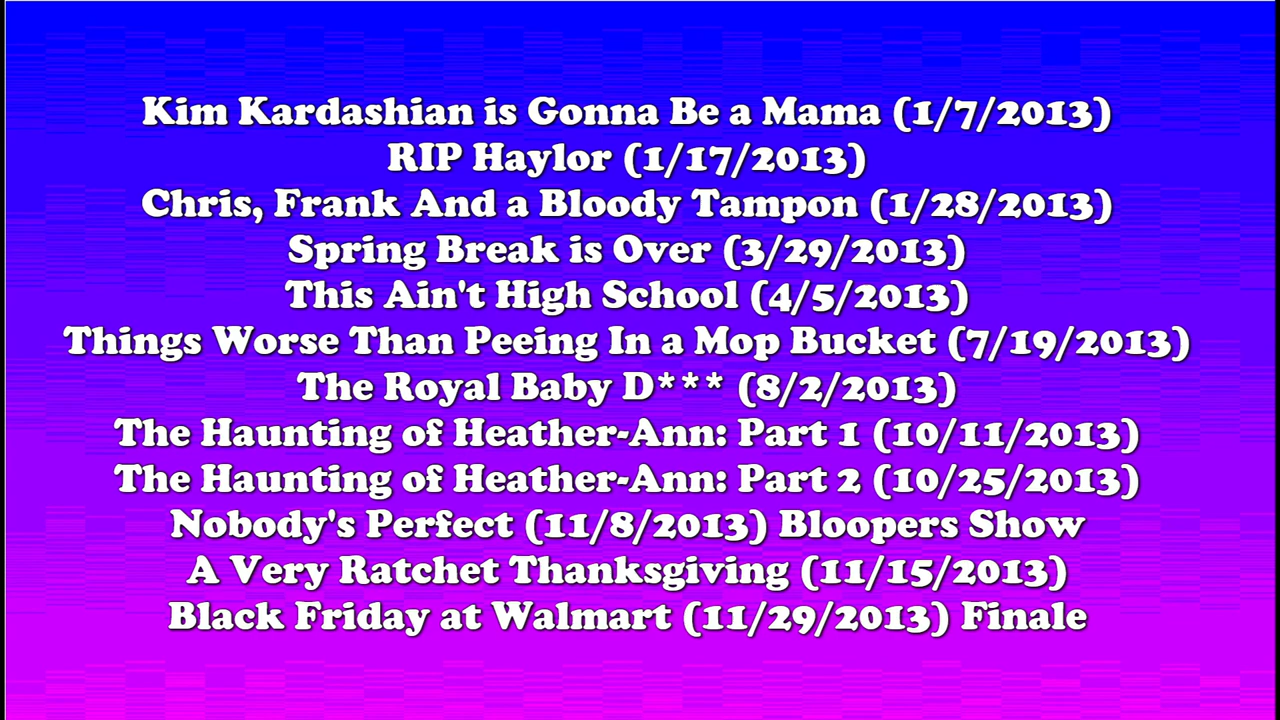 Kim Kardashian is Gonna Be a Mama (1/7/2013)
RIP Haylor (1/17/2013)
Chris, Frank And a Bloody Tampon (1/28/2013)
Spring Break is Over (3/29/2013)
This Ain't High School (4/5/2013)
Things Worse Than Peeing In a Mop Bucket (7/19/2013)
The Royal Baby D*** (8/2/2013)
The Haunting of Heather-Ann: Part 1 (10/11/2013)
The Haunting of Heather-Ann: Part 2 (10/25/2013)
Nobody's Perfect (11/8/2013) Bloopers Show
A Very Ratchet Thanksgiving (11/15/2013)
Black Friday at Walmart (11/29/2013) Finale